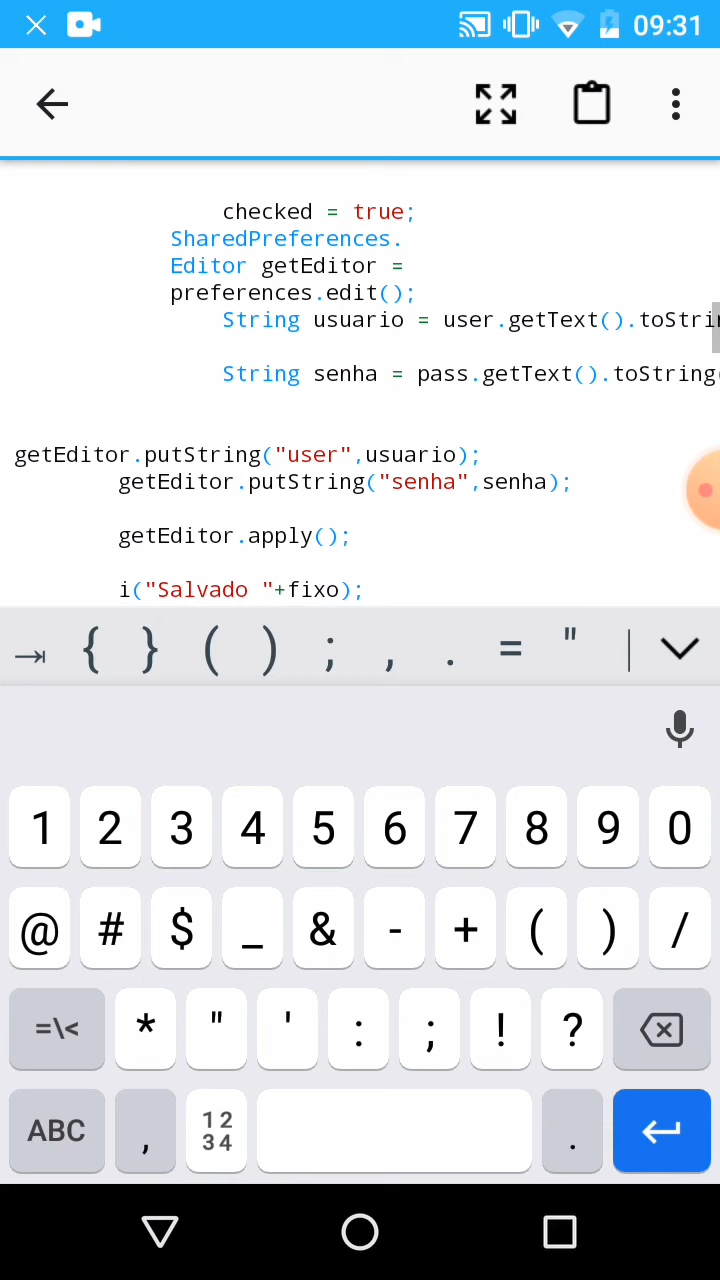 09:31
checked = true;
SharedPreferences.
Editor getEditor =
preferences.edit();
String usuario = user.getText().toStrin
String senha = pass.getText().toString(
getEditor.putString("user",usuario);
getEditor.putString("senha",senha);
getEditor.apply();
i("Salvado "+fixo);
{ } ( ) ; , . = " |
1 2 3 4 5 6 7 8 9 0
@ # $ _ & - + ( ) /
=\< * " ' : ; ! ?
ABC , 12 .
34